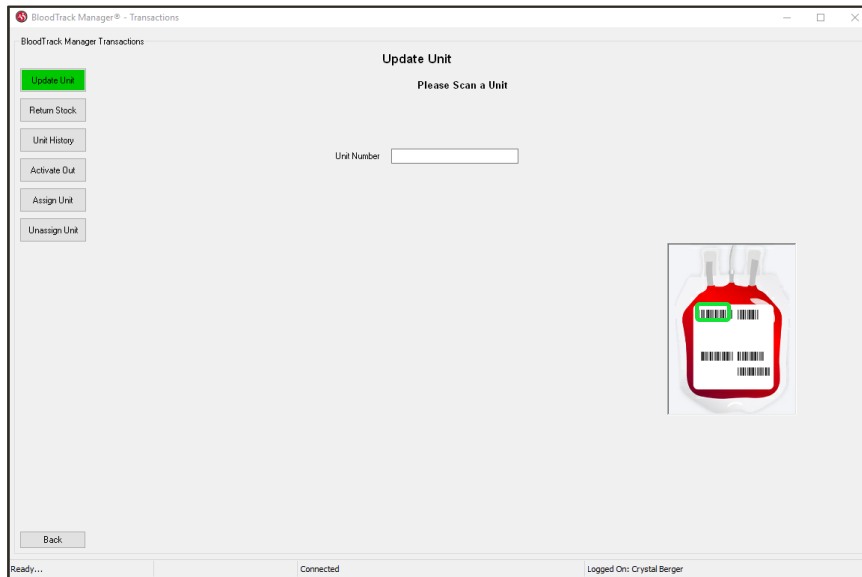 BloodTrack Manager® - Transactions
BloodTrack Manager Transactions
Update Unit
Please Scan a Unit
Update Unit
Return Stock
Unit History
Activate Out
Assign Unit
Unassign Unit
Unit Number
Back
Ready...
Connected
Logged On: Crystal Berger